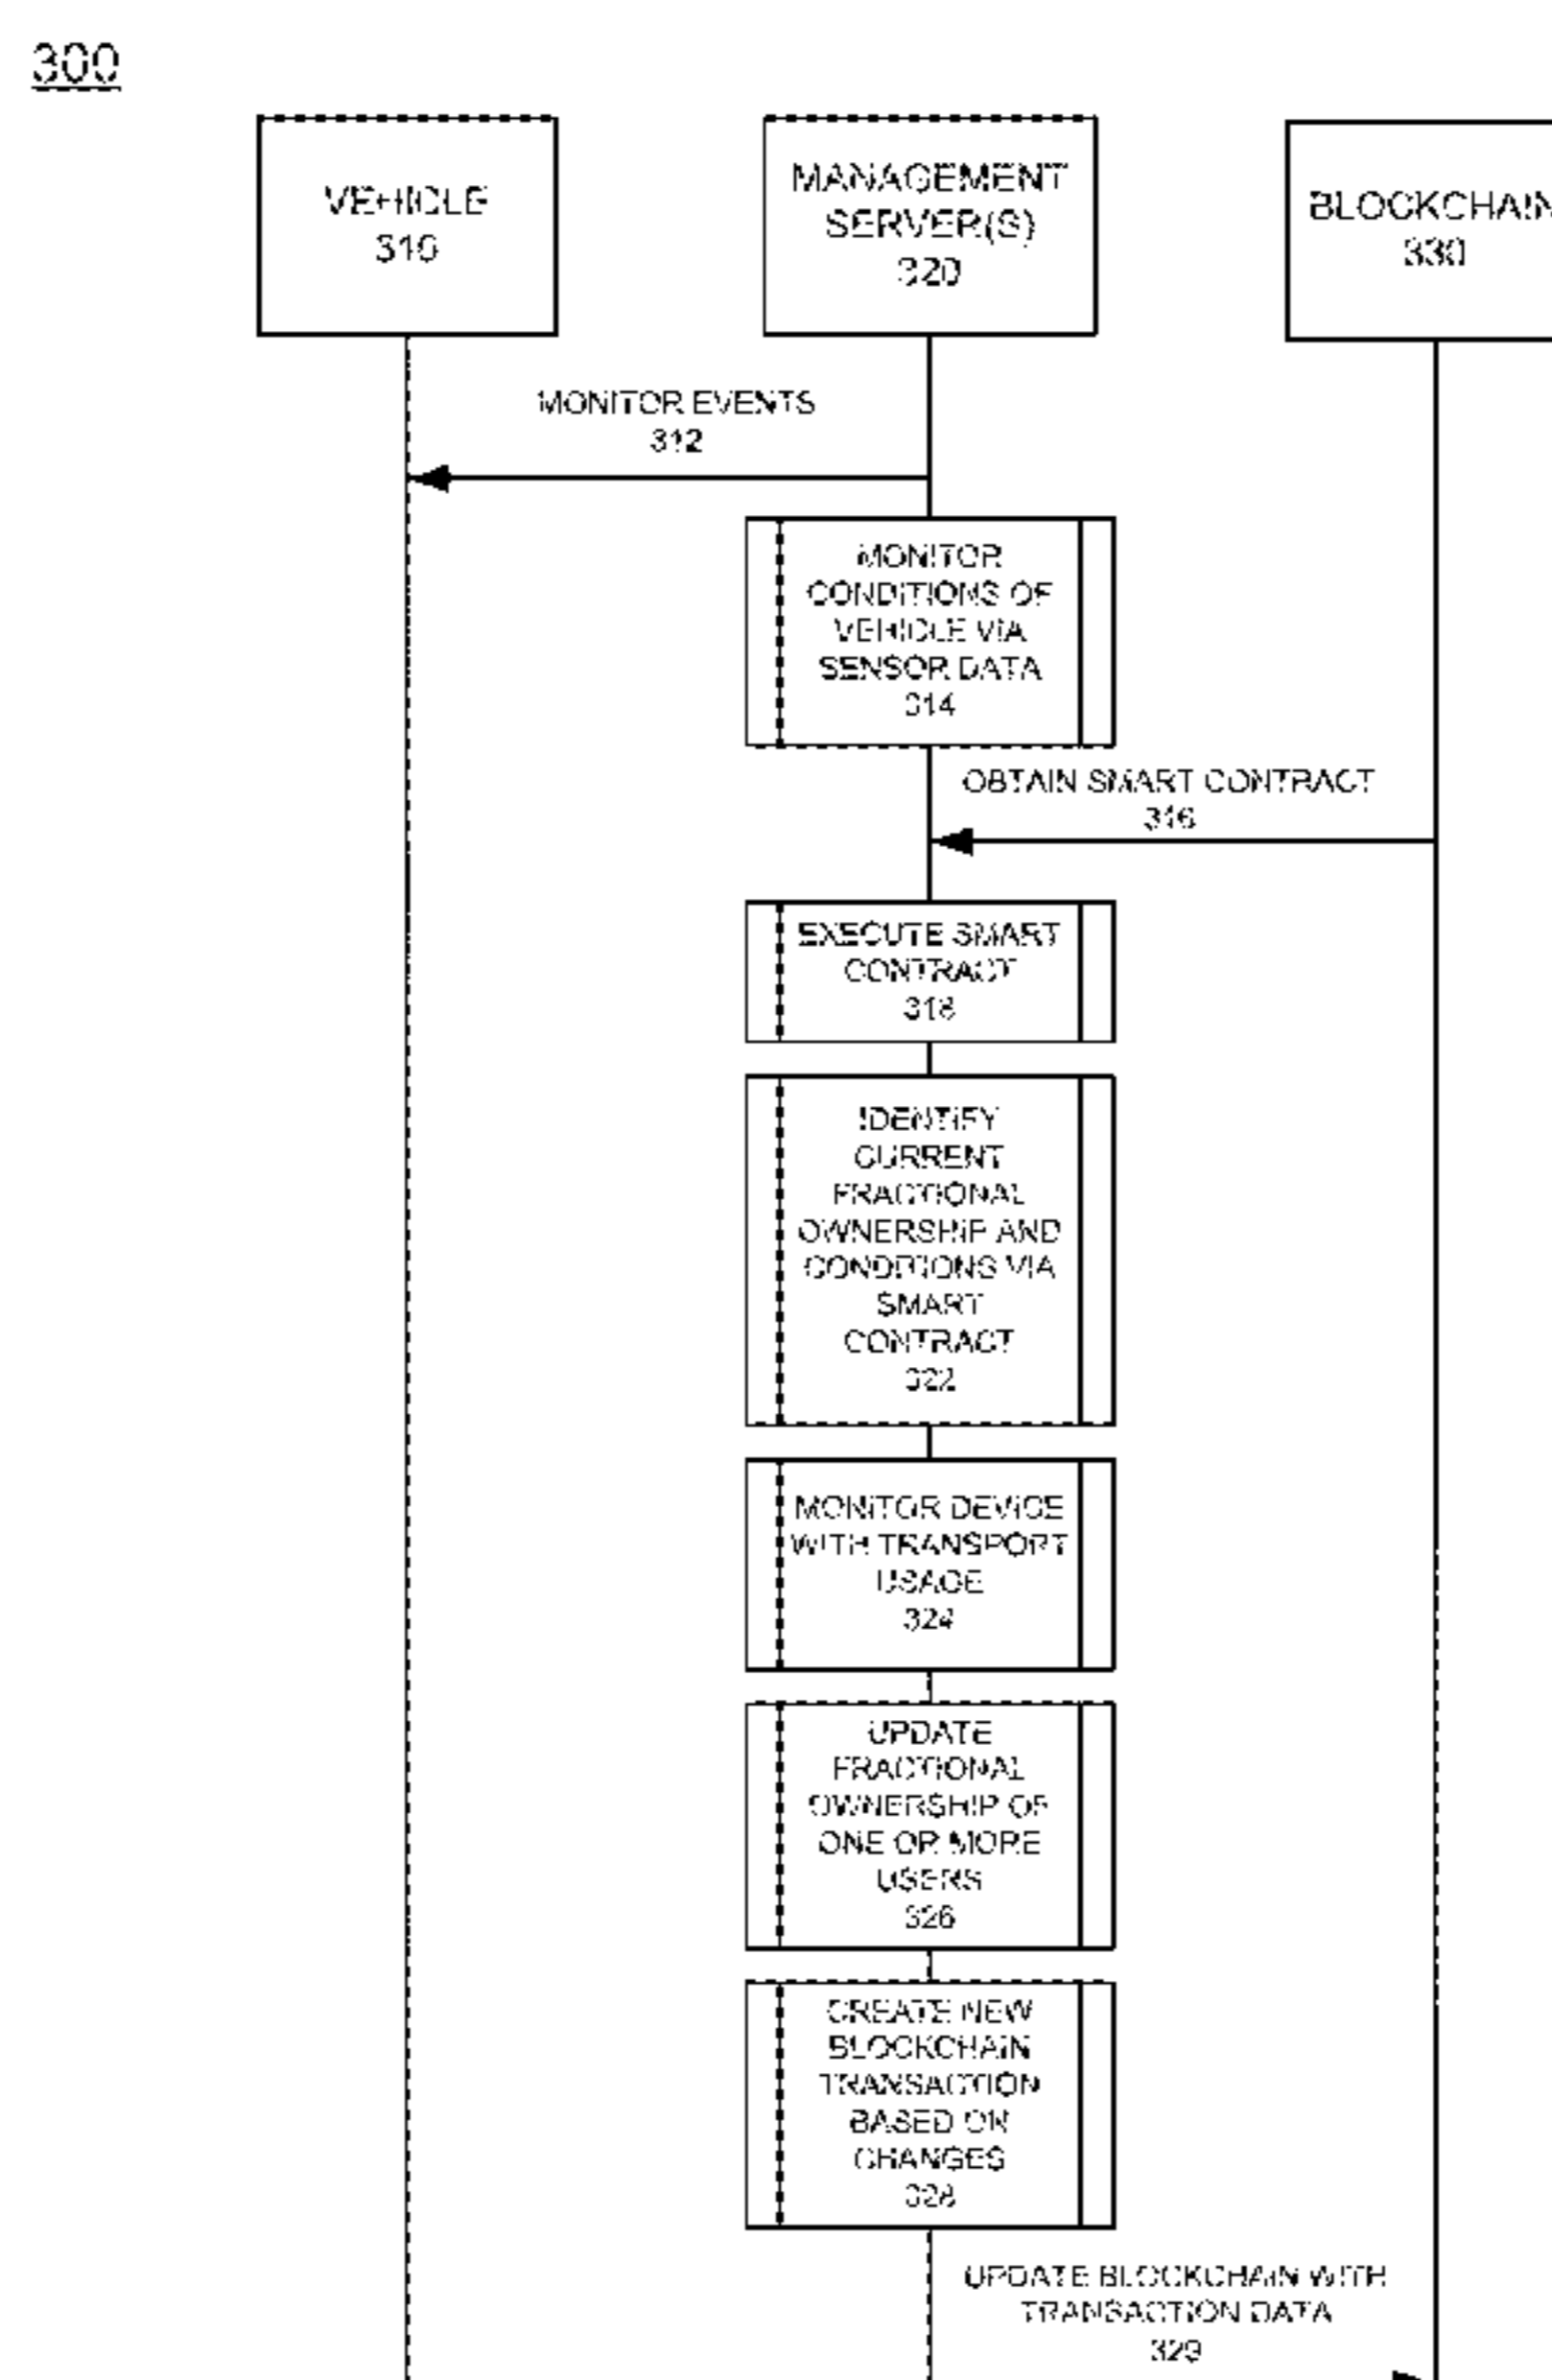 300
VEHICLE
310
MANAGEMENT
SERVER(S)
320
BLOCKCHAIN
330
MONITOR EVENTS
312
MONITOR
CONDITIONS OF
VEHICLE VIA
SENSOR DATA
314
OBTAIN SMART CONTRACT
316
EXECUTE SMART
CONTRACT
318
IDENTIFY
CURRENT
FRACTIONAL
OWNERSHIP AND
CONDITIONS VIA
SMART
CONTRACT
322
MONITOR DEVICE
WITH TRANSPORT
USAGE
324
UPDATE
FRACTIONAL
OWNERSHIP OF
ONE OR MORE
USERS
326
CREATE NEW
BLOCKCHAIN
TRANSACTION
BASED ON
CHANGES
328
UPDATE BLOCKCHAIN WITH
TRANSACTION DATA
329